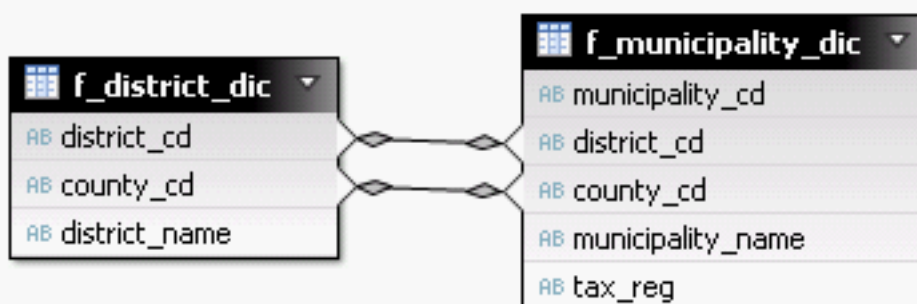 f_district_dic
AB district_cd
AB county_cd
AB district_name
f_municipality_dic
AB municipality_cd
AB district_cd
AB county_cd
AB municipality_name
AB tax_reg